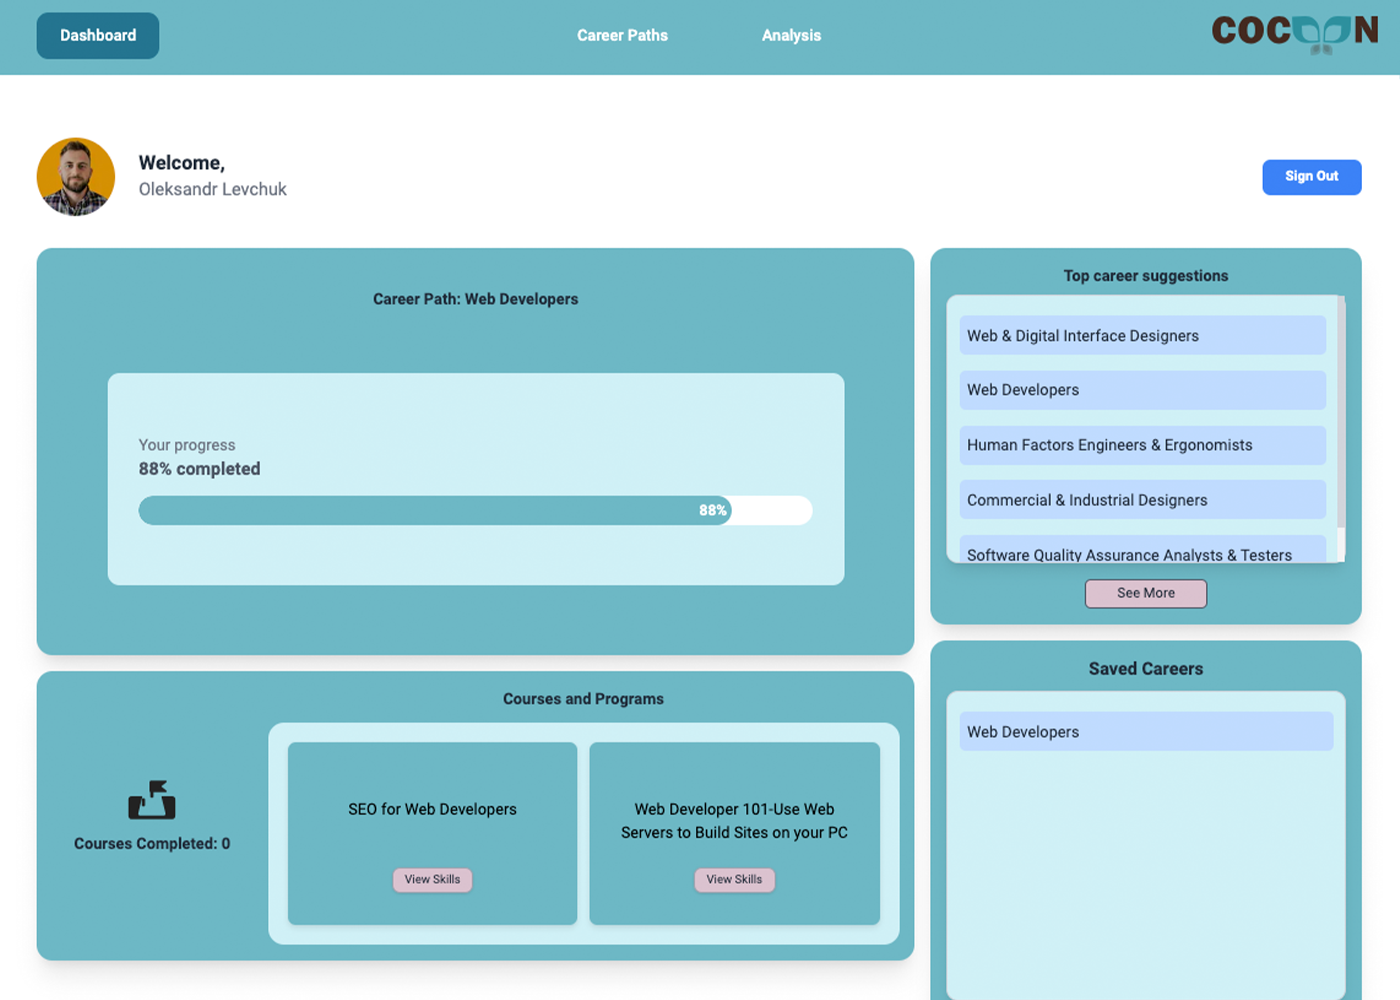 Dashboard
Career Paths
Analysis
COCOON
Welcome,
Oleksandr Levchuk
Sign Out
Career Path: Web Developers
Your progress
88% completed
88%
Top career suggestions
Web & Digital Interface Designers
Web Developers
Human Factors Engineers & Ergonomists
Commercial & Industrial Designers
Software Quality Assurance Analysts & Testers
See More
Courses and Programs
Courses Completed: 0
SEO for Web Developers
View Skills
Web Developer 101-Use Web
Servers to Build Sites on your PC
View Skills
Saved Careers
Web Developers